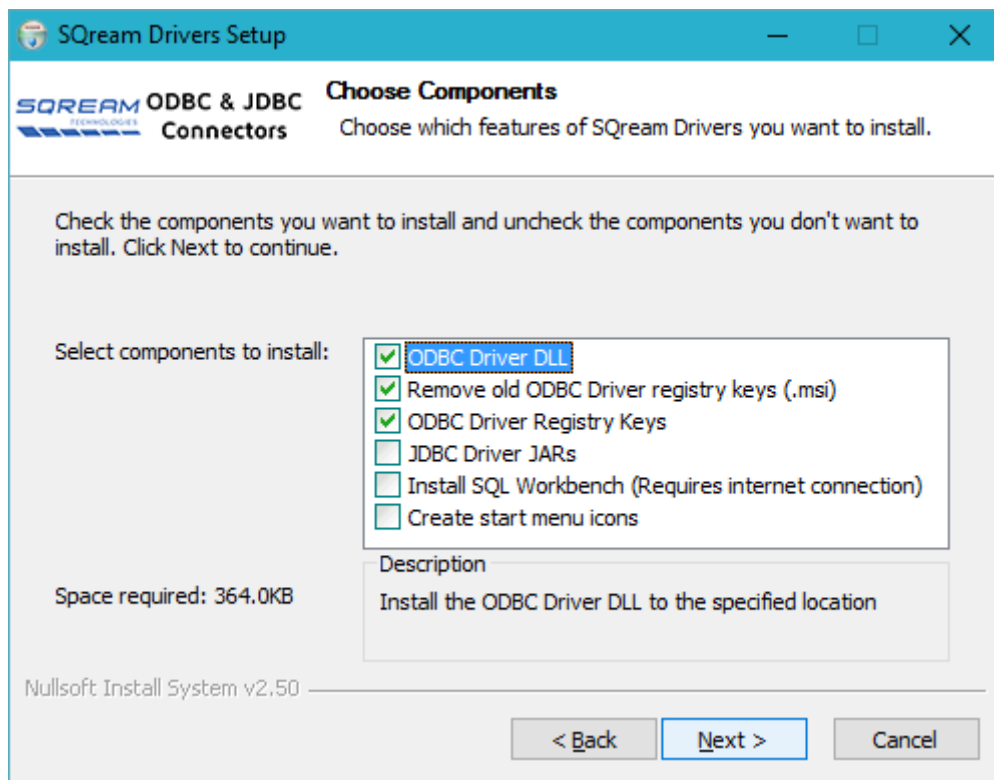 SQream Drivers Setup
SQREAM
TECHNOLOGIES
ODBC & JDBC
Connectors
Choose Components
Choose which features of SQream Drivers you want to install.
Check the components you want to install and uncheck the components you don't want to
install. Click Next to continue.
Select components to install:
ODBC Driver DLL
Remove old ODBC Driver registry keys (.msi)
ODBC Driver Registry Keys
JDBC Driver JARs
Install SQL Workbench (Requires internet connection)
Create start menu icons
Space required: 364.0KB
Description
Install the ODBC Driver DLL to the specified location
Nullsoft Install System v2.50
< Back
Next >
Cancel